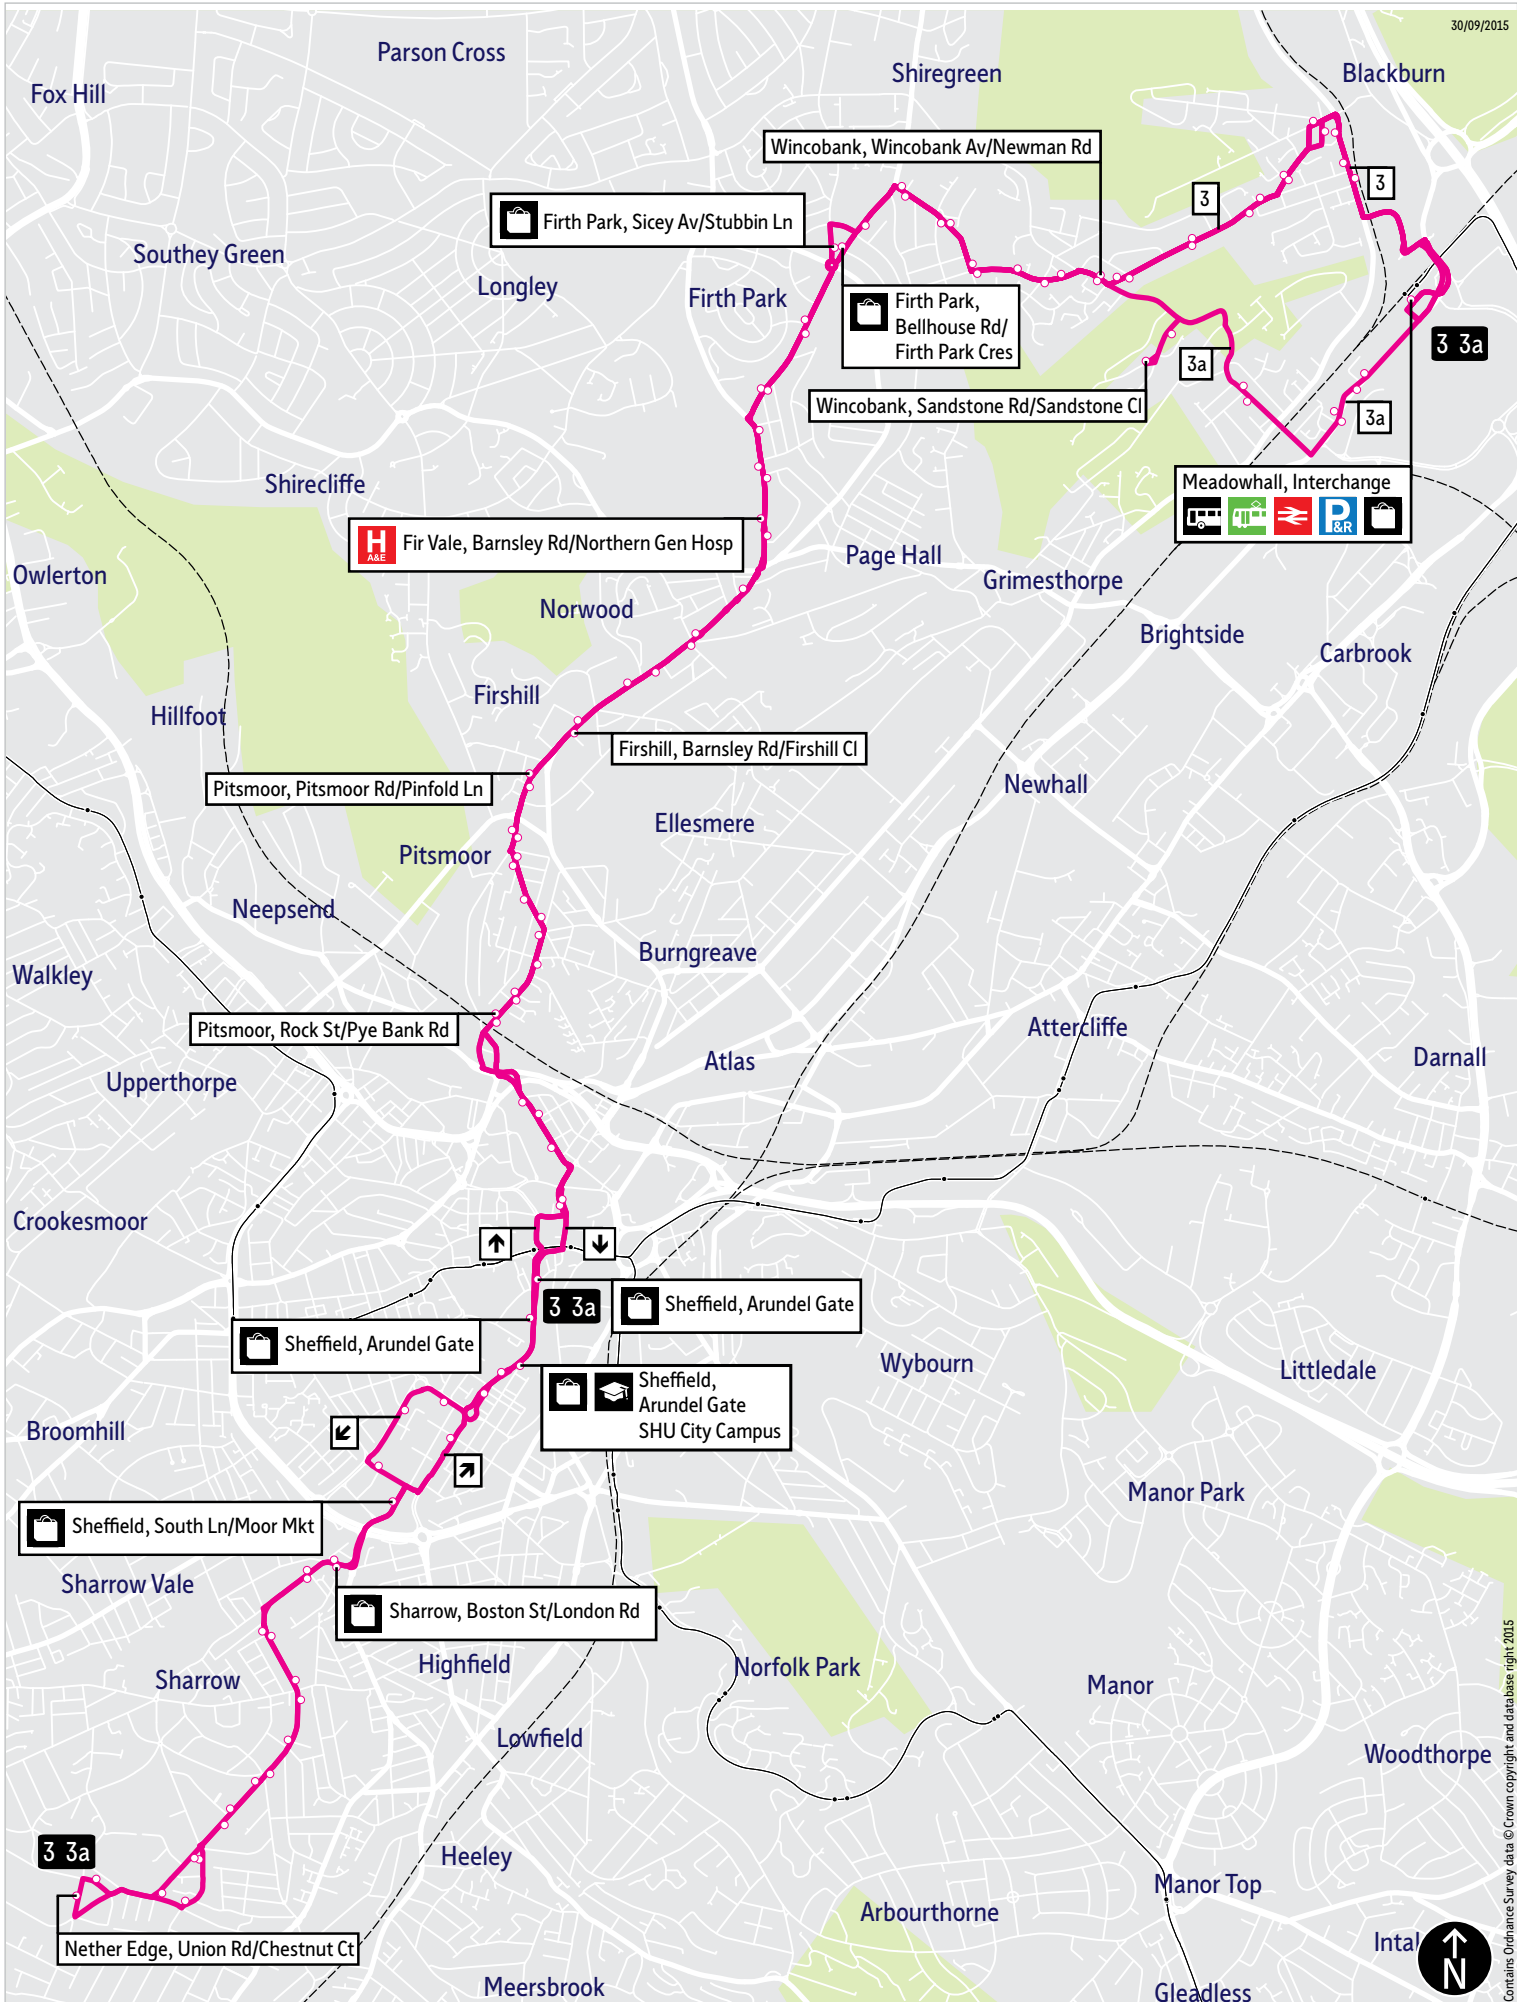 30/09/2015
Parson Cross
Shiregreen
Blackburn
Fox Hill
Wincobank, Wincobank Av/Newman Rd
3
3
Firth Park, Sicey Av/Stubbin Ln
Southey Green
Longley
Firth Park
Firth Park,
Bellhouse Rd/
Firth Park Cres
3 3a
3a
Wincobank, Sandstone Rd/Sandstone Cl
3a
Shirecliffe
Meadowhall, Interchange
P
&R
H
A&E
Fir Vale, Barnsley Rd/Northern Gen Hosp
Page Hall
Owlerton
Grimesthorpe
Norwood
Brightside
Carbrook
Firshill
Hillfoot
Firshill, Barnsley Rd/Firshill Cl
Pitsmoor, Pitsmoor Rd/Pinfold Ln
Newhall
Ellesmere
Pitsmoor
Neepsend
Burngreave
Walkley
Pitsmoor, Rock St/Pye Bank Rd
Attercliffe
Atlas
Darnall
Upperthorpe
Crookesmoor
3 3a
Sheffield, Arundel Gate
Sheffield, Arundel Gate
Wybourn
Littledale
Sheffield,
Arundel Gate
SHU City Campus
Broomhill
Manor Park
Sheffield, South Ln/Moor Mkt
Sharrow Vale
Sharrow, Boston St/London Rd
Highfield
Norfolk Park
Sharrow
Manor
Lowfield
Woodthorpe
3 3a
Heeley
Manor Top
Arbourthorne
Nether Edge, Union Rd/Chestnut Ct
Intal
N
Meersbrook
Gleadless
Contains Ordnance Survey data © Crown copyright and database right 2015